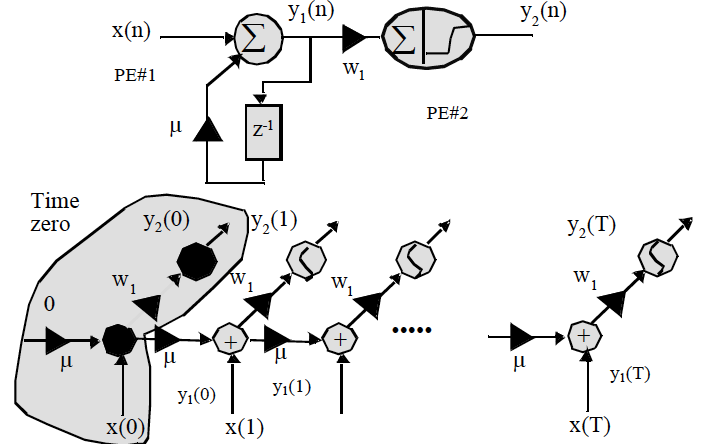 x(n)
Σ
y₁(n)
w₁
Σ
y₂(n)
PE#1
PE#2
μ
z⁻¹
Time
zero
y₂(0)
y₂(1)
y₂(T)
w₁
w₁
w₁
w₁
0
+
+
.....
+
μ
μ
μ
μ
y₁(0)
y₁(1)
y₁(T)
x(0)
x(1)
x(T)